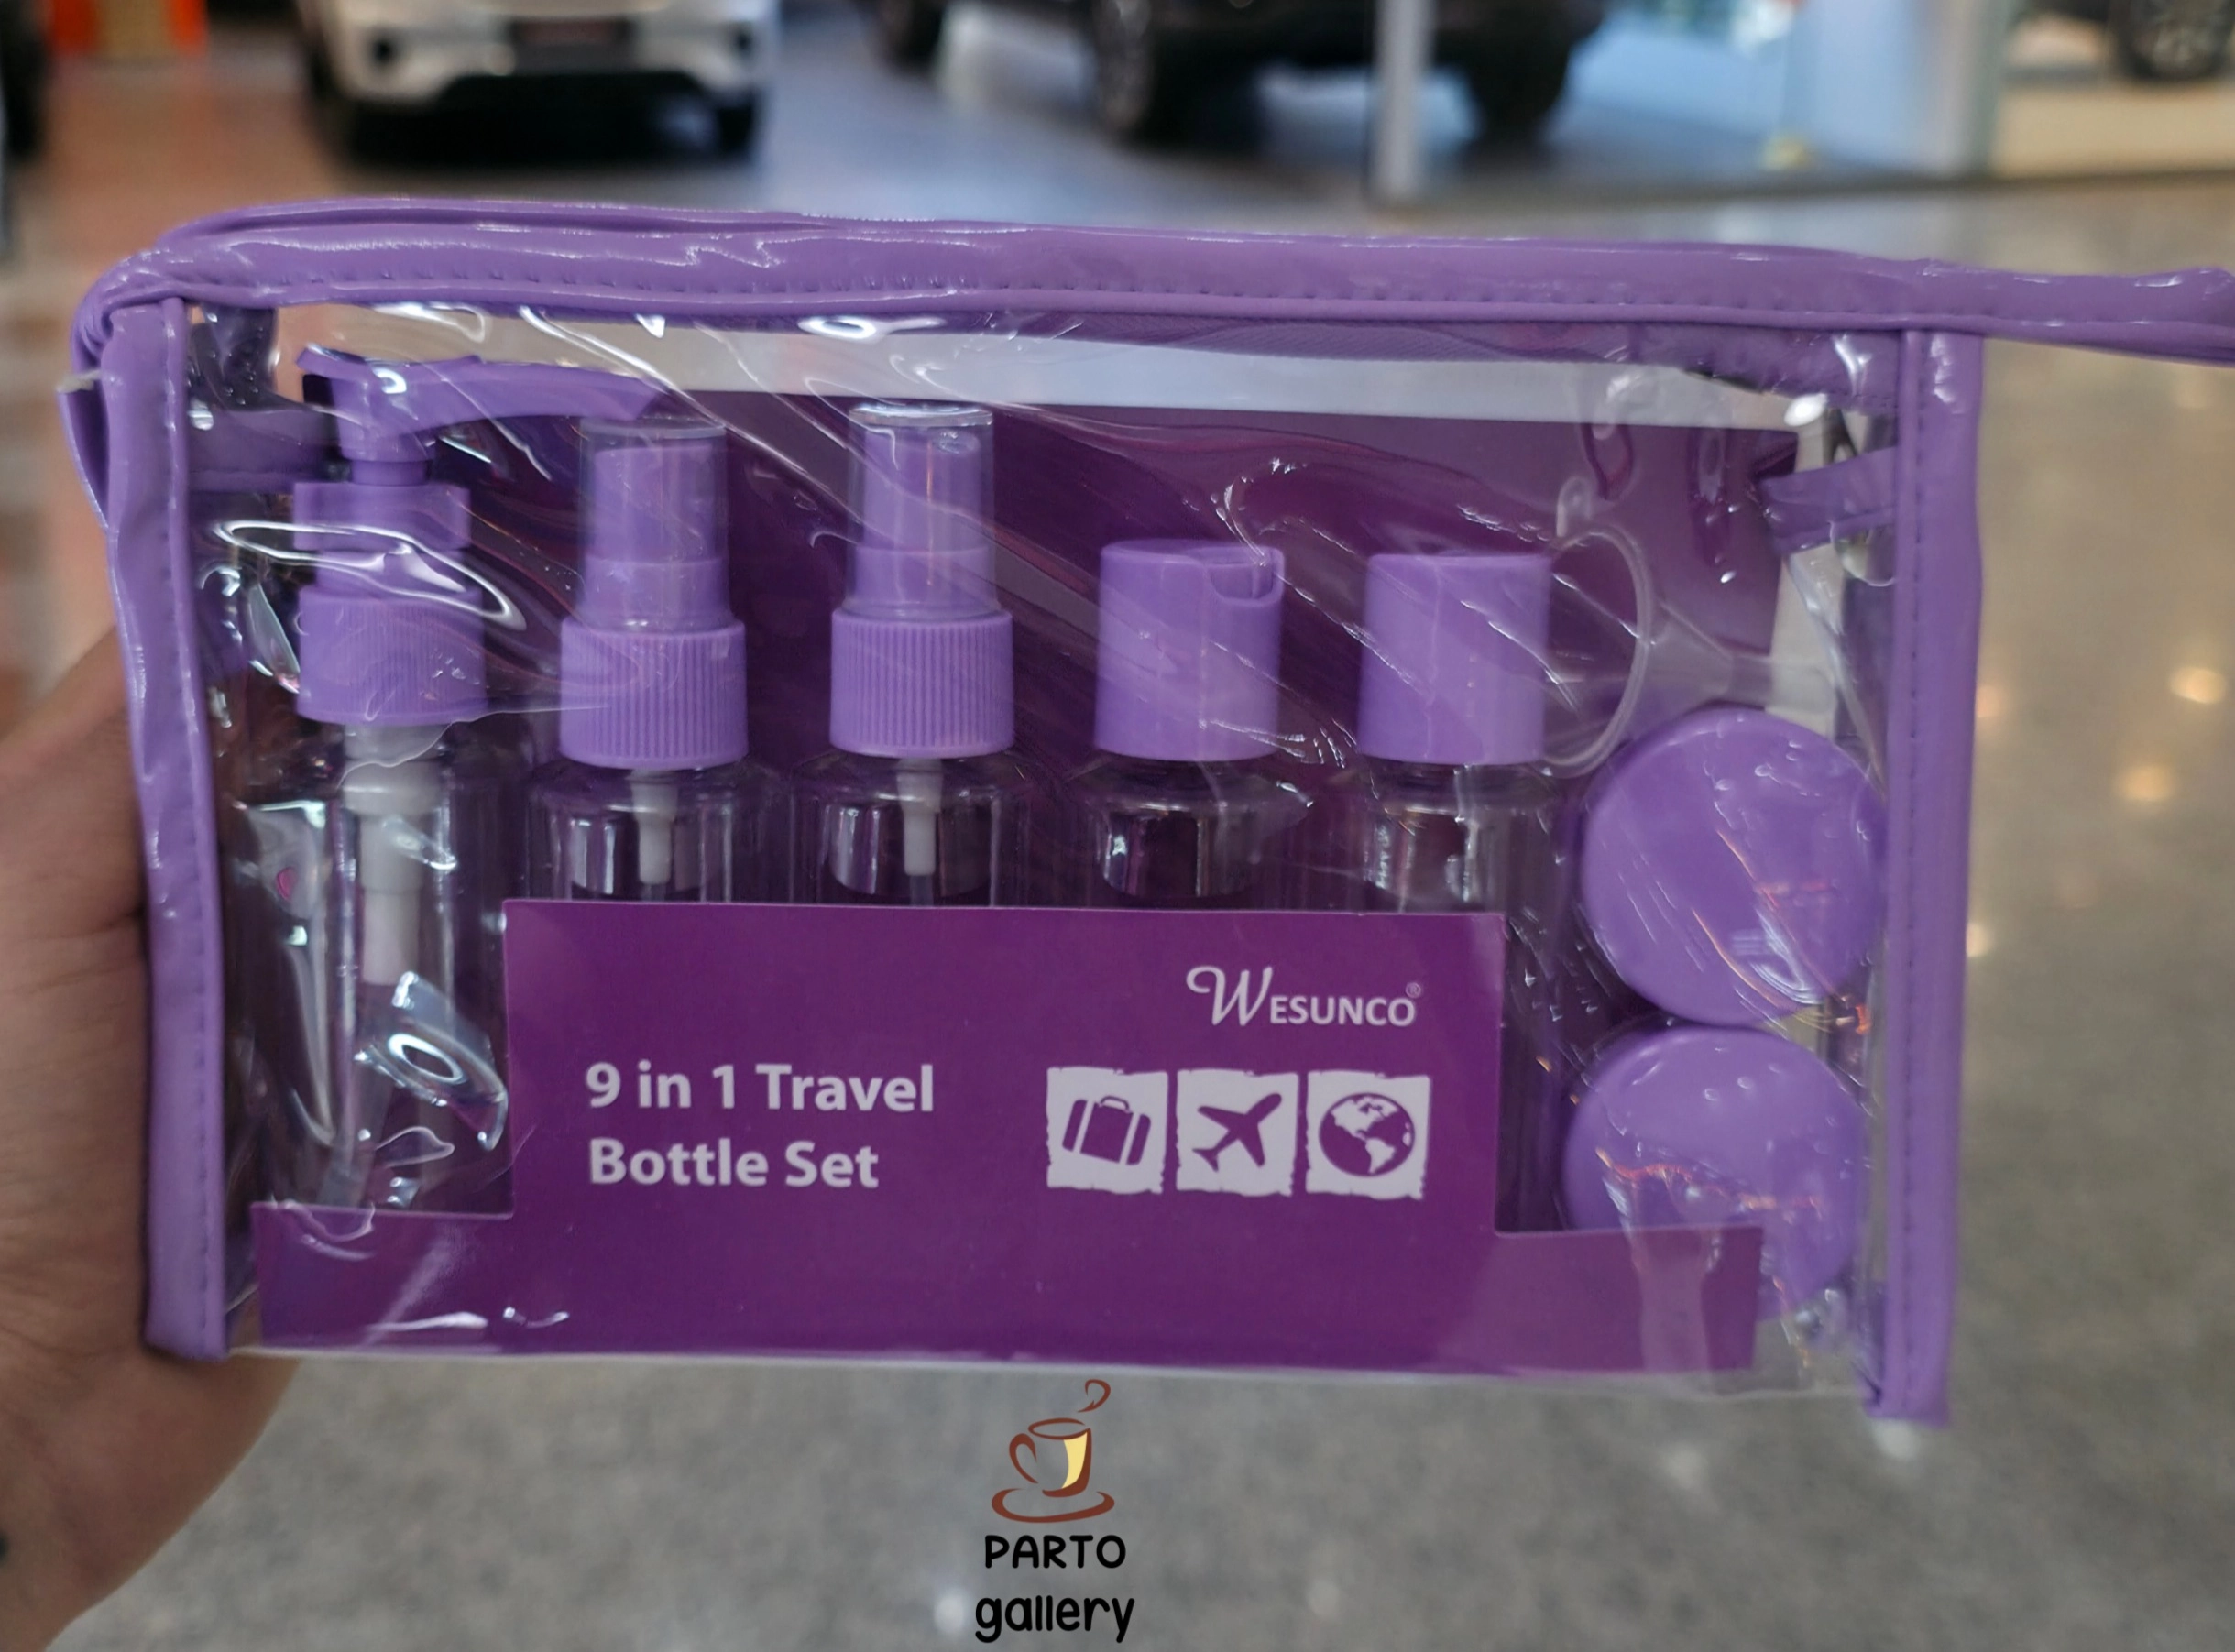 WESUNCO®
9 in 1 Travel
Bottle Set
PARTO
gallery